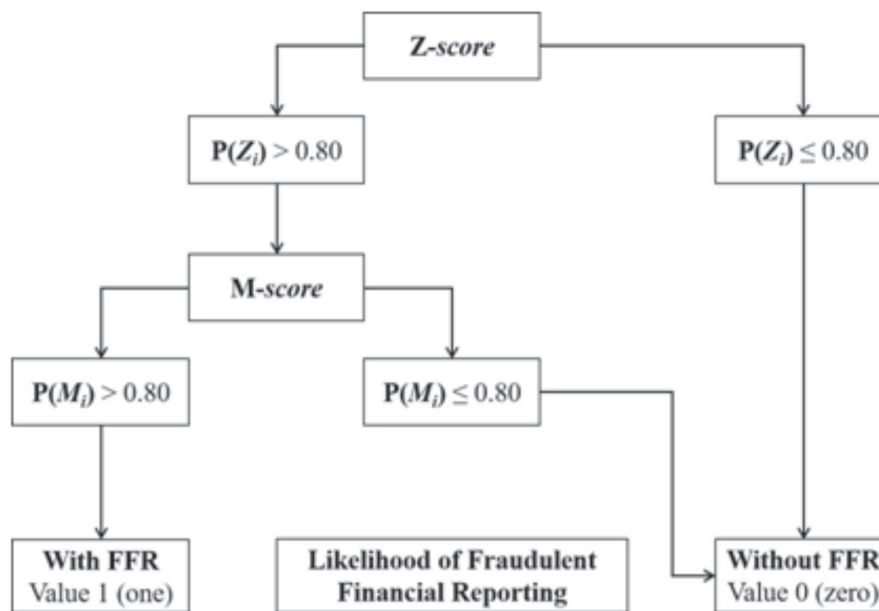 Z-score
P(Zi) > 0.80
P(Zi) ≤ 0.80
M-score
P(Mi) > 0.80
P(Mi) ≤ 0.80
With FFR
Value 1 (one)
Likelihood of Fraudulent
Financial Reporting
Without FFR
Value 0 (zero)